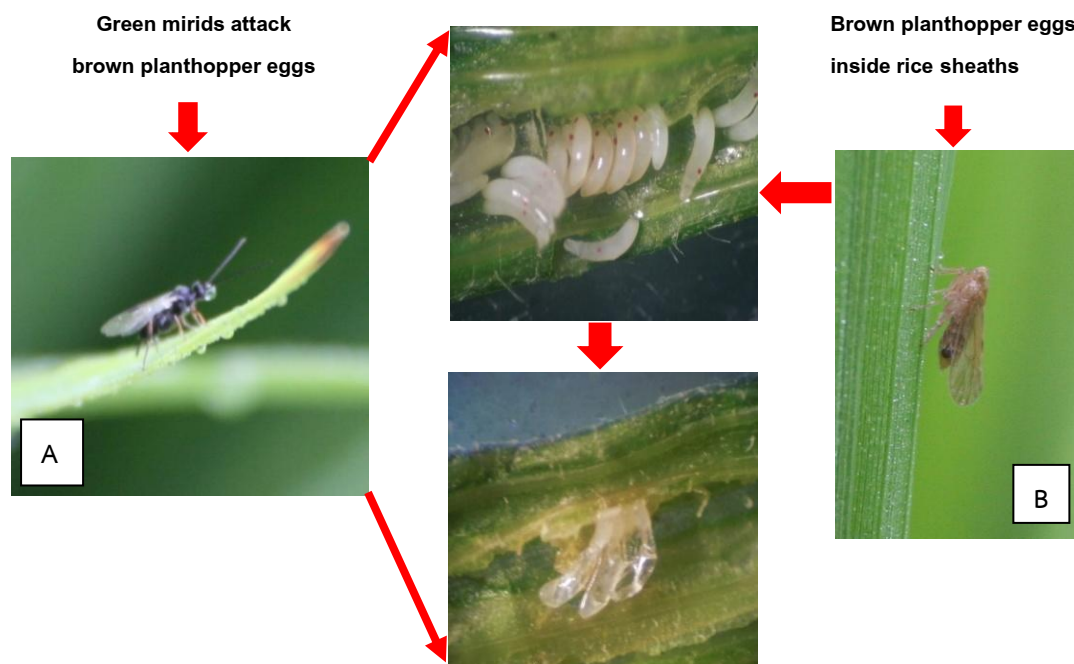 Green mirids attack
brown planthopper eggs
Brown planthopper eggs
inside rice sheaths
A
B